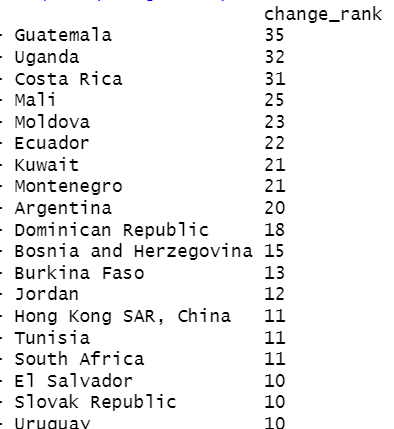 change_rank
- Guatemala 35
- Uganda 32
- Costa Rica 31
- Mali 25
- Moldova 23
- Ecuador 22
- Kuwait 21
- Montenegro 21
- Argentina 20
- Dominican Republic 18
- Bosnia and Herzegovina 15
- Burkina Faso 13
- Jordan 12
- Hong Kong SAR, China 11
- Tunisia 11
- South Africa 11
- El Salvador 10
- Slovak Republic 10
- Uruguay 10